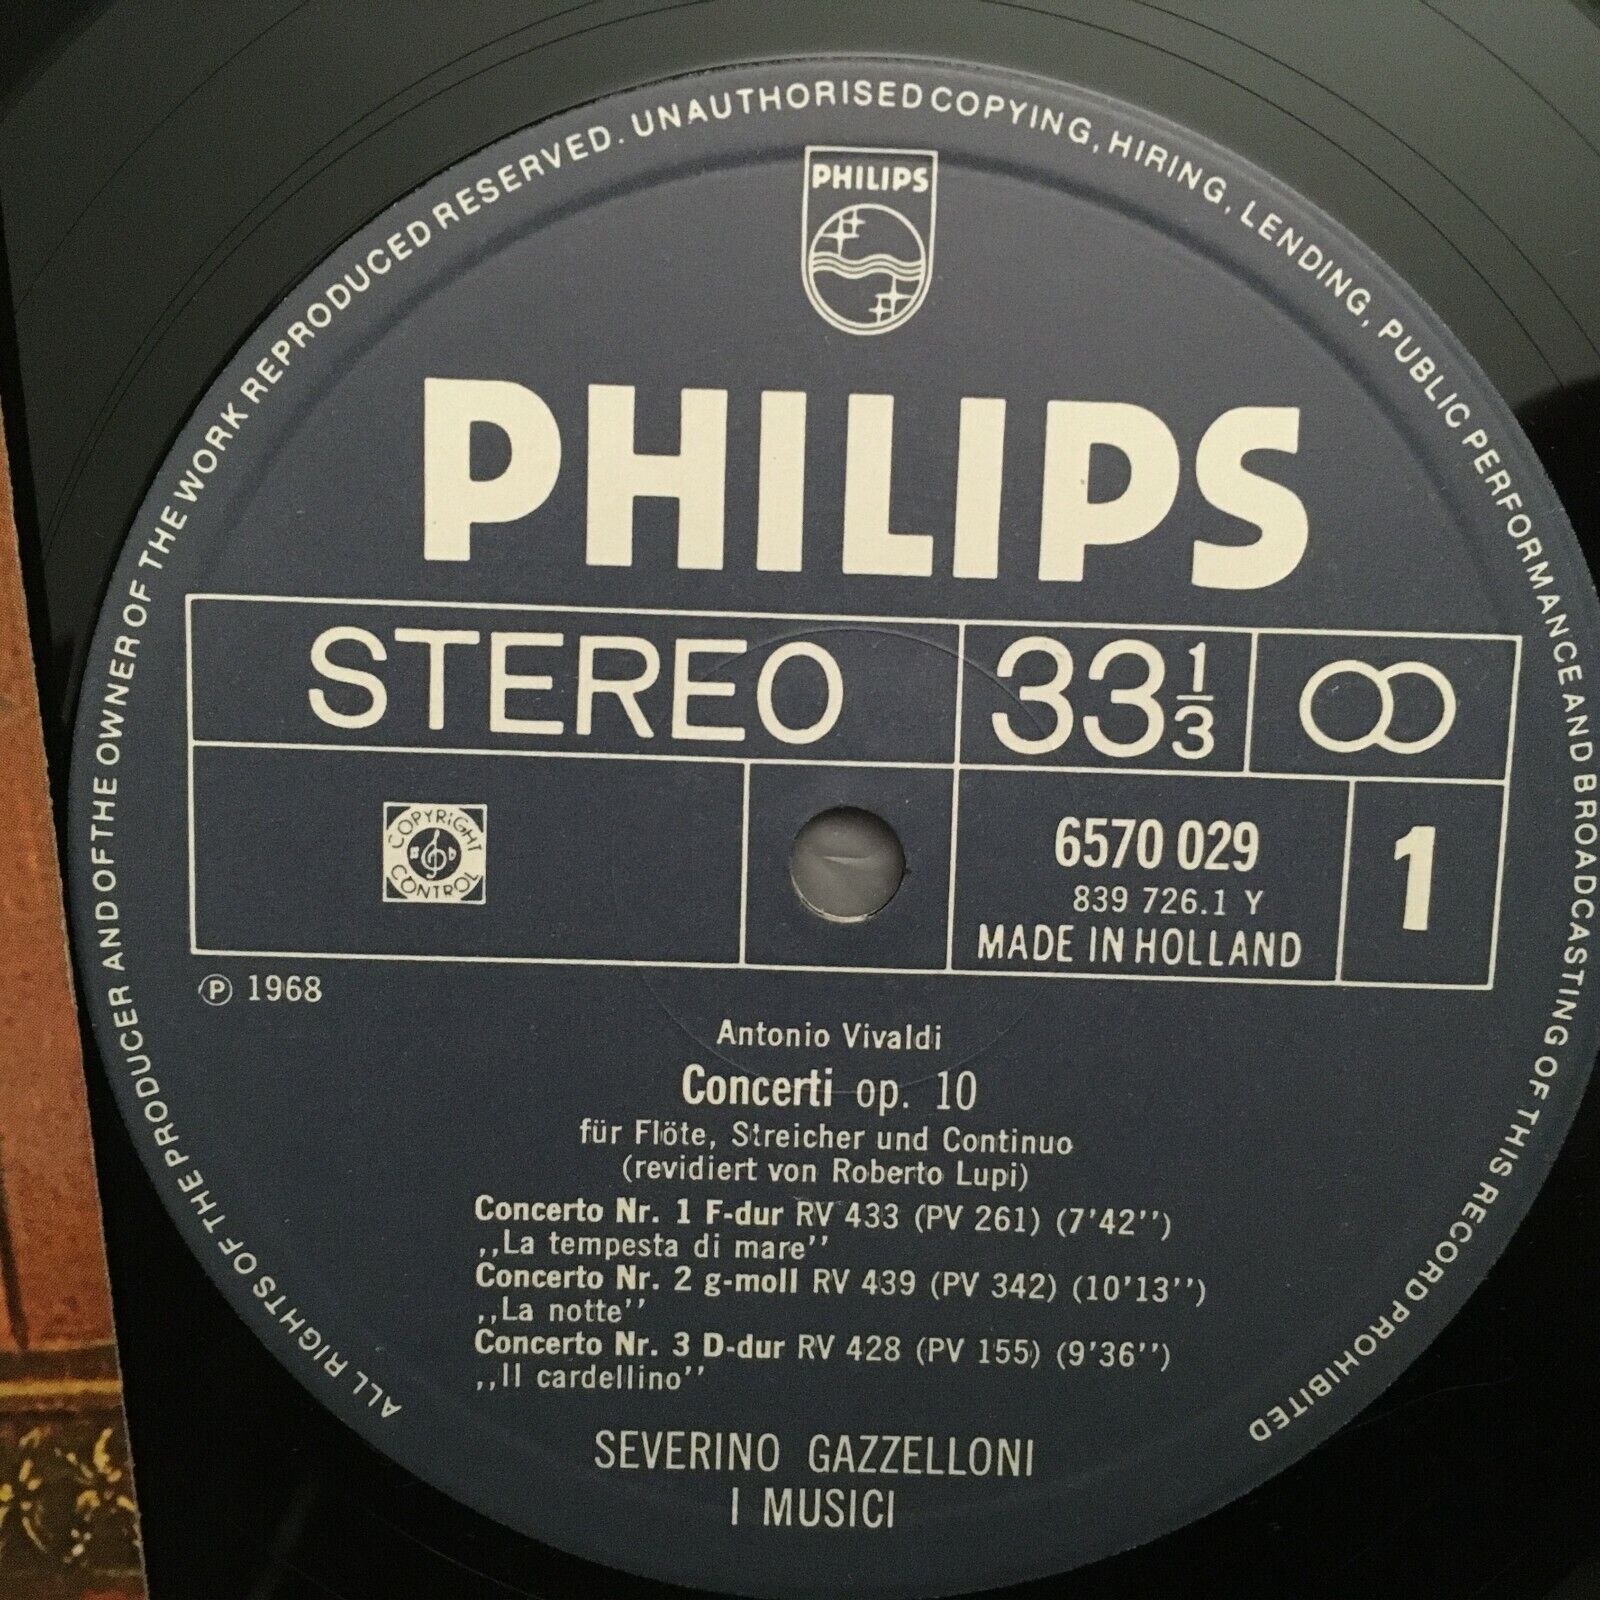 ALL RIGHTS OF THE PRODUCER AND OF THE OWNER OF THE WORK REPRODUCED RESERVED. UNAUTHORISED COPYING, HIRING, LENDING, PUBLIC PERFORMANCE AND BROADCASTING OF THIS RECORD PROHIBITED
PHILIPS
PHILIPS
STEREO 33 1/3
COPYRIGHT CONTROL
6570 029
839 726.1 Y
MADE IN HOLLAND
1
℗ 1968
Antonio Vivaldi
Concerti op. 10
für Flöte, Streicher und Continuo
(revidiert von Roberto Lupi)
Concerto Nr. 1 F-dur RV 433 (PV 261) (7'42'')
,,La tempesta di mare''
Concerto Nr. 2 g-moll RV 439 (PV 342) (10'13'')
,,La notte''
Concerto Nr. 3 D-dur RV 428 (PV 155) (9'36'')
,,Il cardellino''
SEVERINO GAZZELLONI
I MUSICI